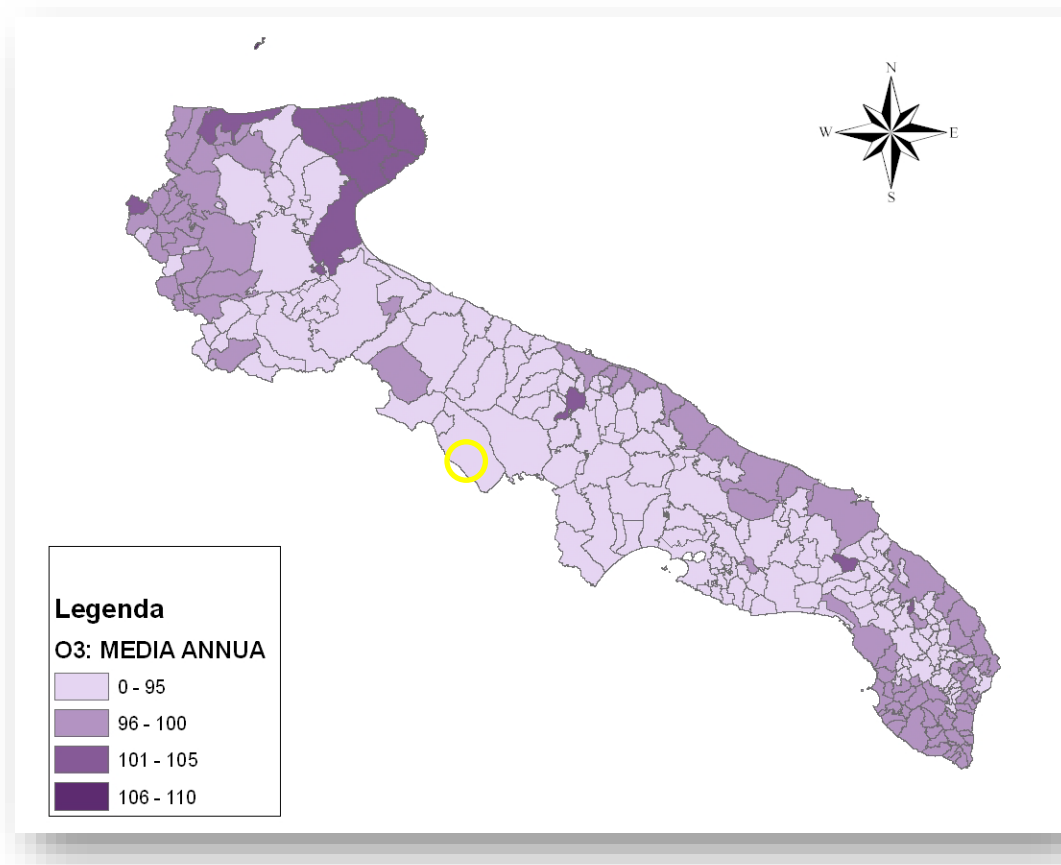 N
W
E
S
Legenda
O3: MEDIA ANNUA
0 - 95
96 - 100
101 - 105
106 - 110